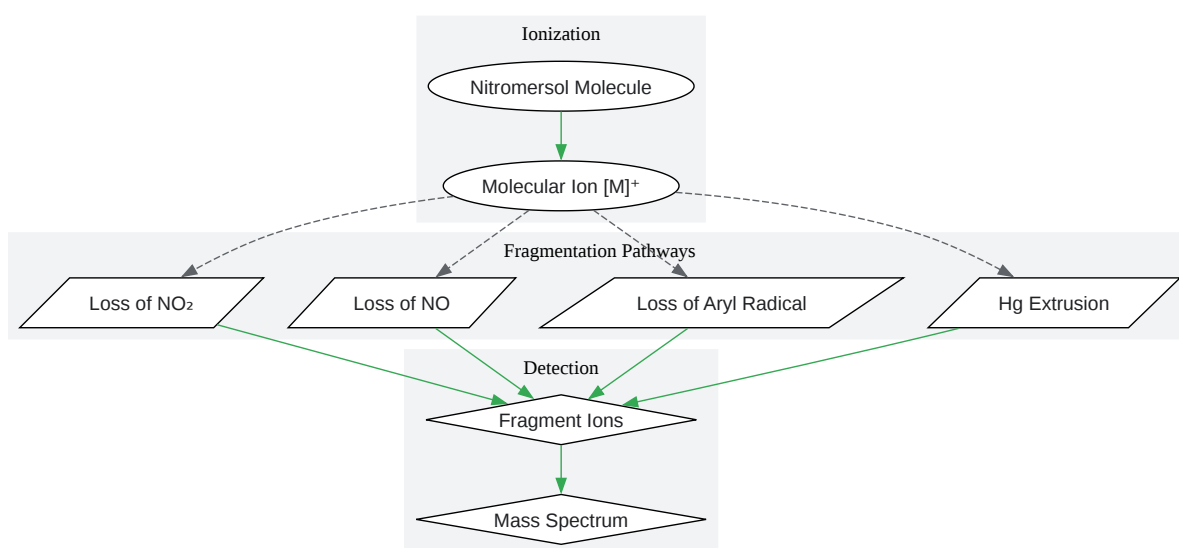 Ionization
Nitromersol Molecule
Molecular Ion [M]⁺
Fragmentation Pathways
Loss of NO₂
Loss of NO
Loss of Aryl Radical
Hg Extrusion
Detection
Fragment Ions
Mass Spectrum